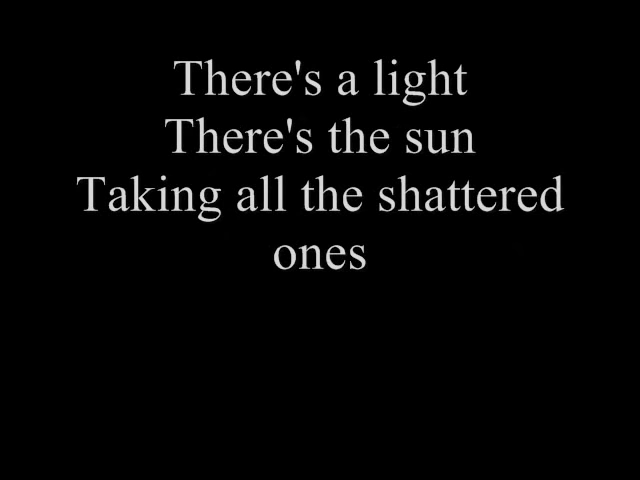 There's a light
There's the sun
Taking all the shattered
ones